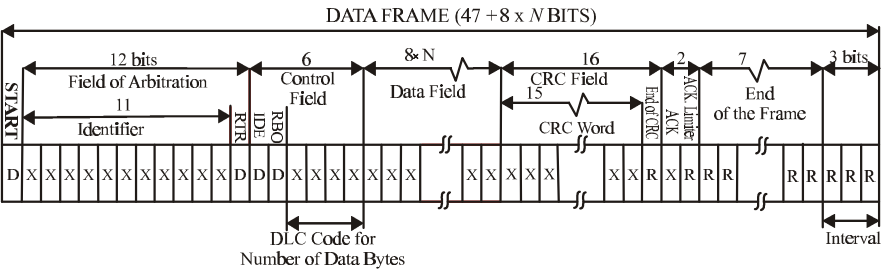 DATA FRAME (47 +8 x N BITS)
12 bits
6
8× N
16
2
7
3 bits
Field of Arbitration
Control
Field
Data Field
CRC Field
End
of the Frame
START
11
Identifier
RTR
IDE
RBO
15
CRC Word
End of CRC
ACK
ACK Limiter
D X X X X X X X X X X X D D D X X X X X X X X X X X X X X X R X R R R R R R R R
DLC Code for
Number of Data Bytes
Interval